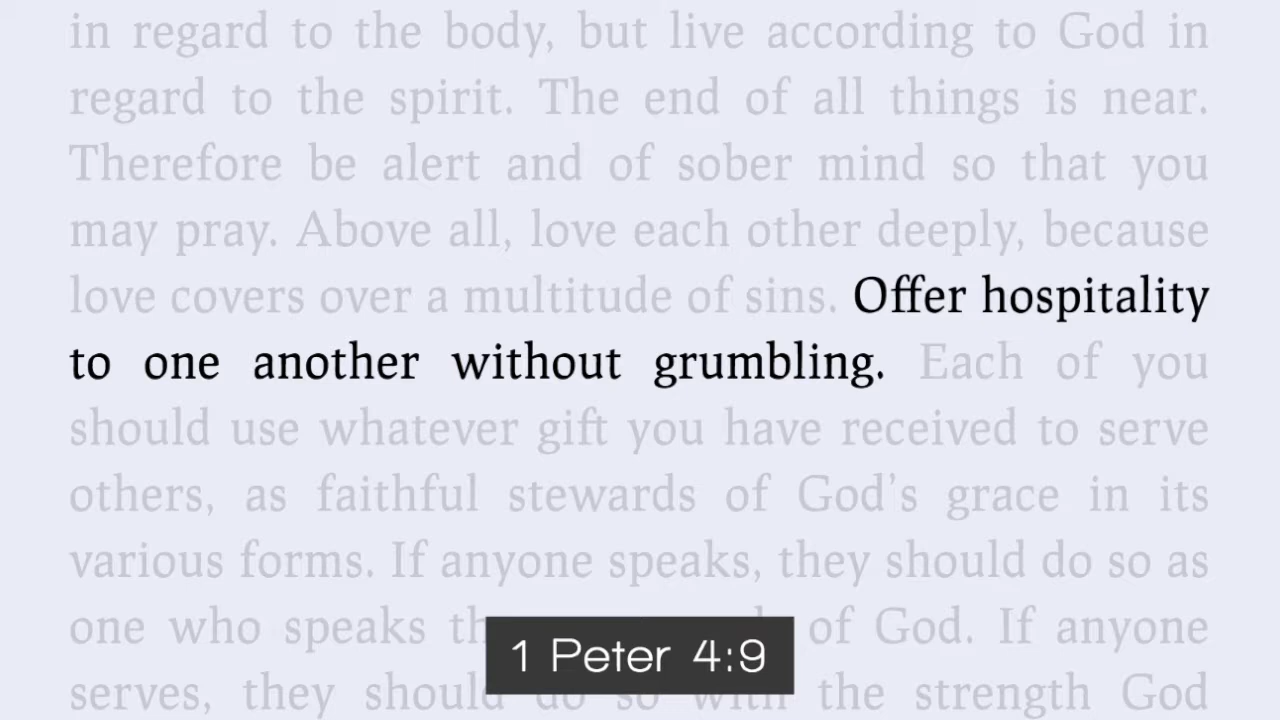 in regard to the body, but live according to God in
regard to the spirit. The end of all things is near.
Therefore be alert and of sober mind so that you
may pray. Above all, love each other deeply, because
love covers over a multitude of sins. Offer hospitality
to one another without grumbling. Each of you
should use whatever gift you have received to serve
others, as faithful stewards of God’s grace in its
various forms. If anyone speaks, they should do so as
one who speaks of God. If anyone
1 Peter 4:9
serves, they should do so with the strength God